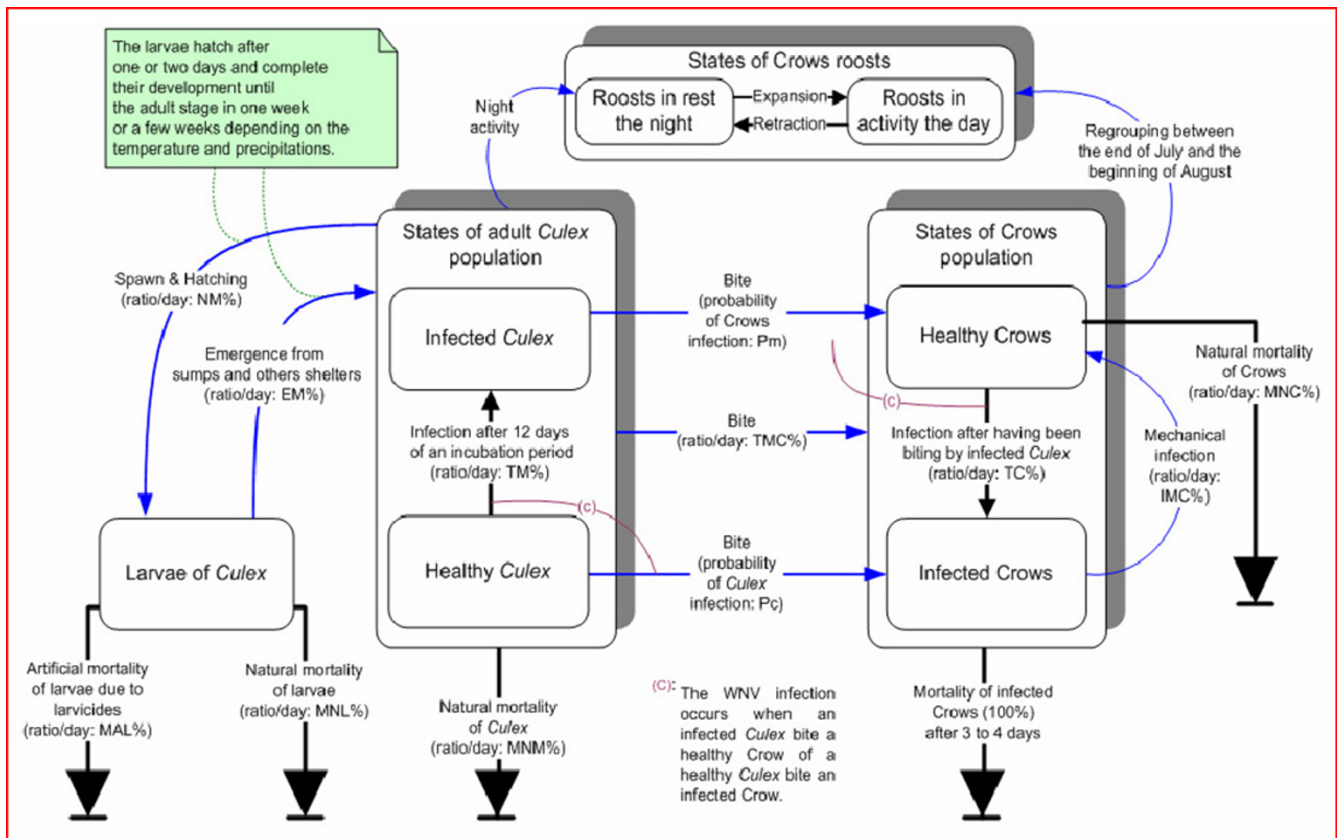 The larvae hatch after
one or two days and complete
their development until
the adult stage in one week
or a few weeks depending on the
temperature and precipitations.
States of Crows roosts
Roosts in rest
the night
Expansion
Retraction
Roosts in
activity the day
Night
activity
Regrouping between
the end of July and the
beginning of August
States of adult Culex
population
States of Crows
population
Spawn & Hatching
(ratio/day: NM%)
Emergence from
sumps and others shelters
(ratio/day: EM%)
Infected Culex
Bite
(probability
of Crows
infection: Pm)
Healthy Crows
Natural mortality
of Crows
(ratio/day: MNC%)
(c)
Infection after 12 days
of an incubation period
(ratio/day: TM%)
Bite
(ratio/day: TMC%)
Infection after having been
biting by infected Culex
(ratio/day: TC%)
Mechanical
infection
(ratio/day:
IMC%)
(c)
Larvae of Culex
Healthy Culex
Bite
(probability
of Culex
infection: Pc)
Infected Crows
Artificial mortality
of larvae due to
larvicides
(ratio/day: MAL%)
Natural mortality
of larvae
(ratio/day: MNL%)
Natural mortality
of Culex
(ratio/day: MNM%)
(C): The WNV infection
occurs when an
infected Culex bite a
healthy Crow of a
healthy Culex bite an
infected Crow.
Mortality of infected
Crows (100%)
after 3 to 4 days